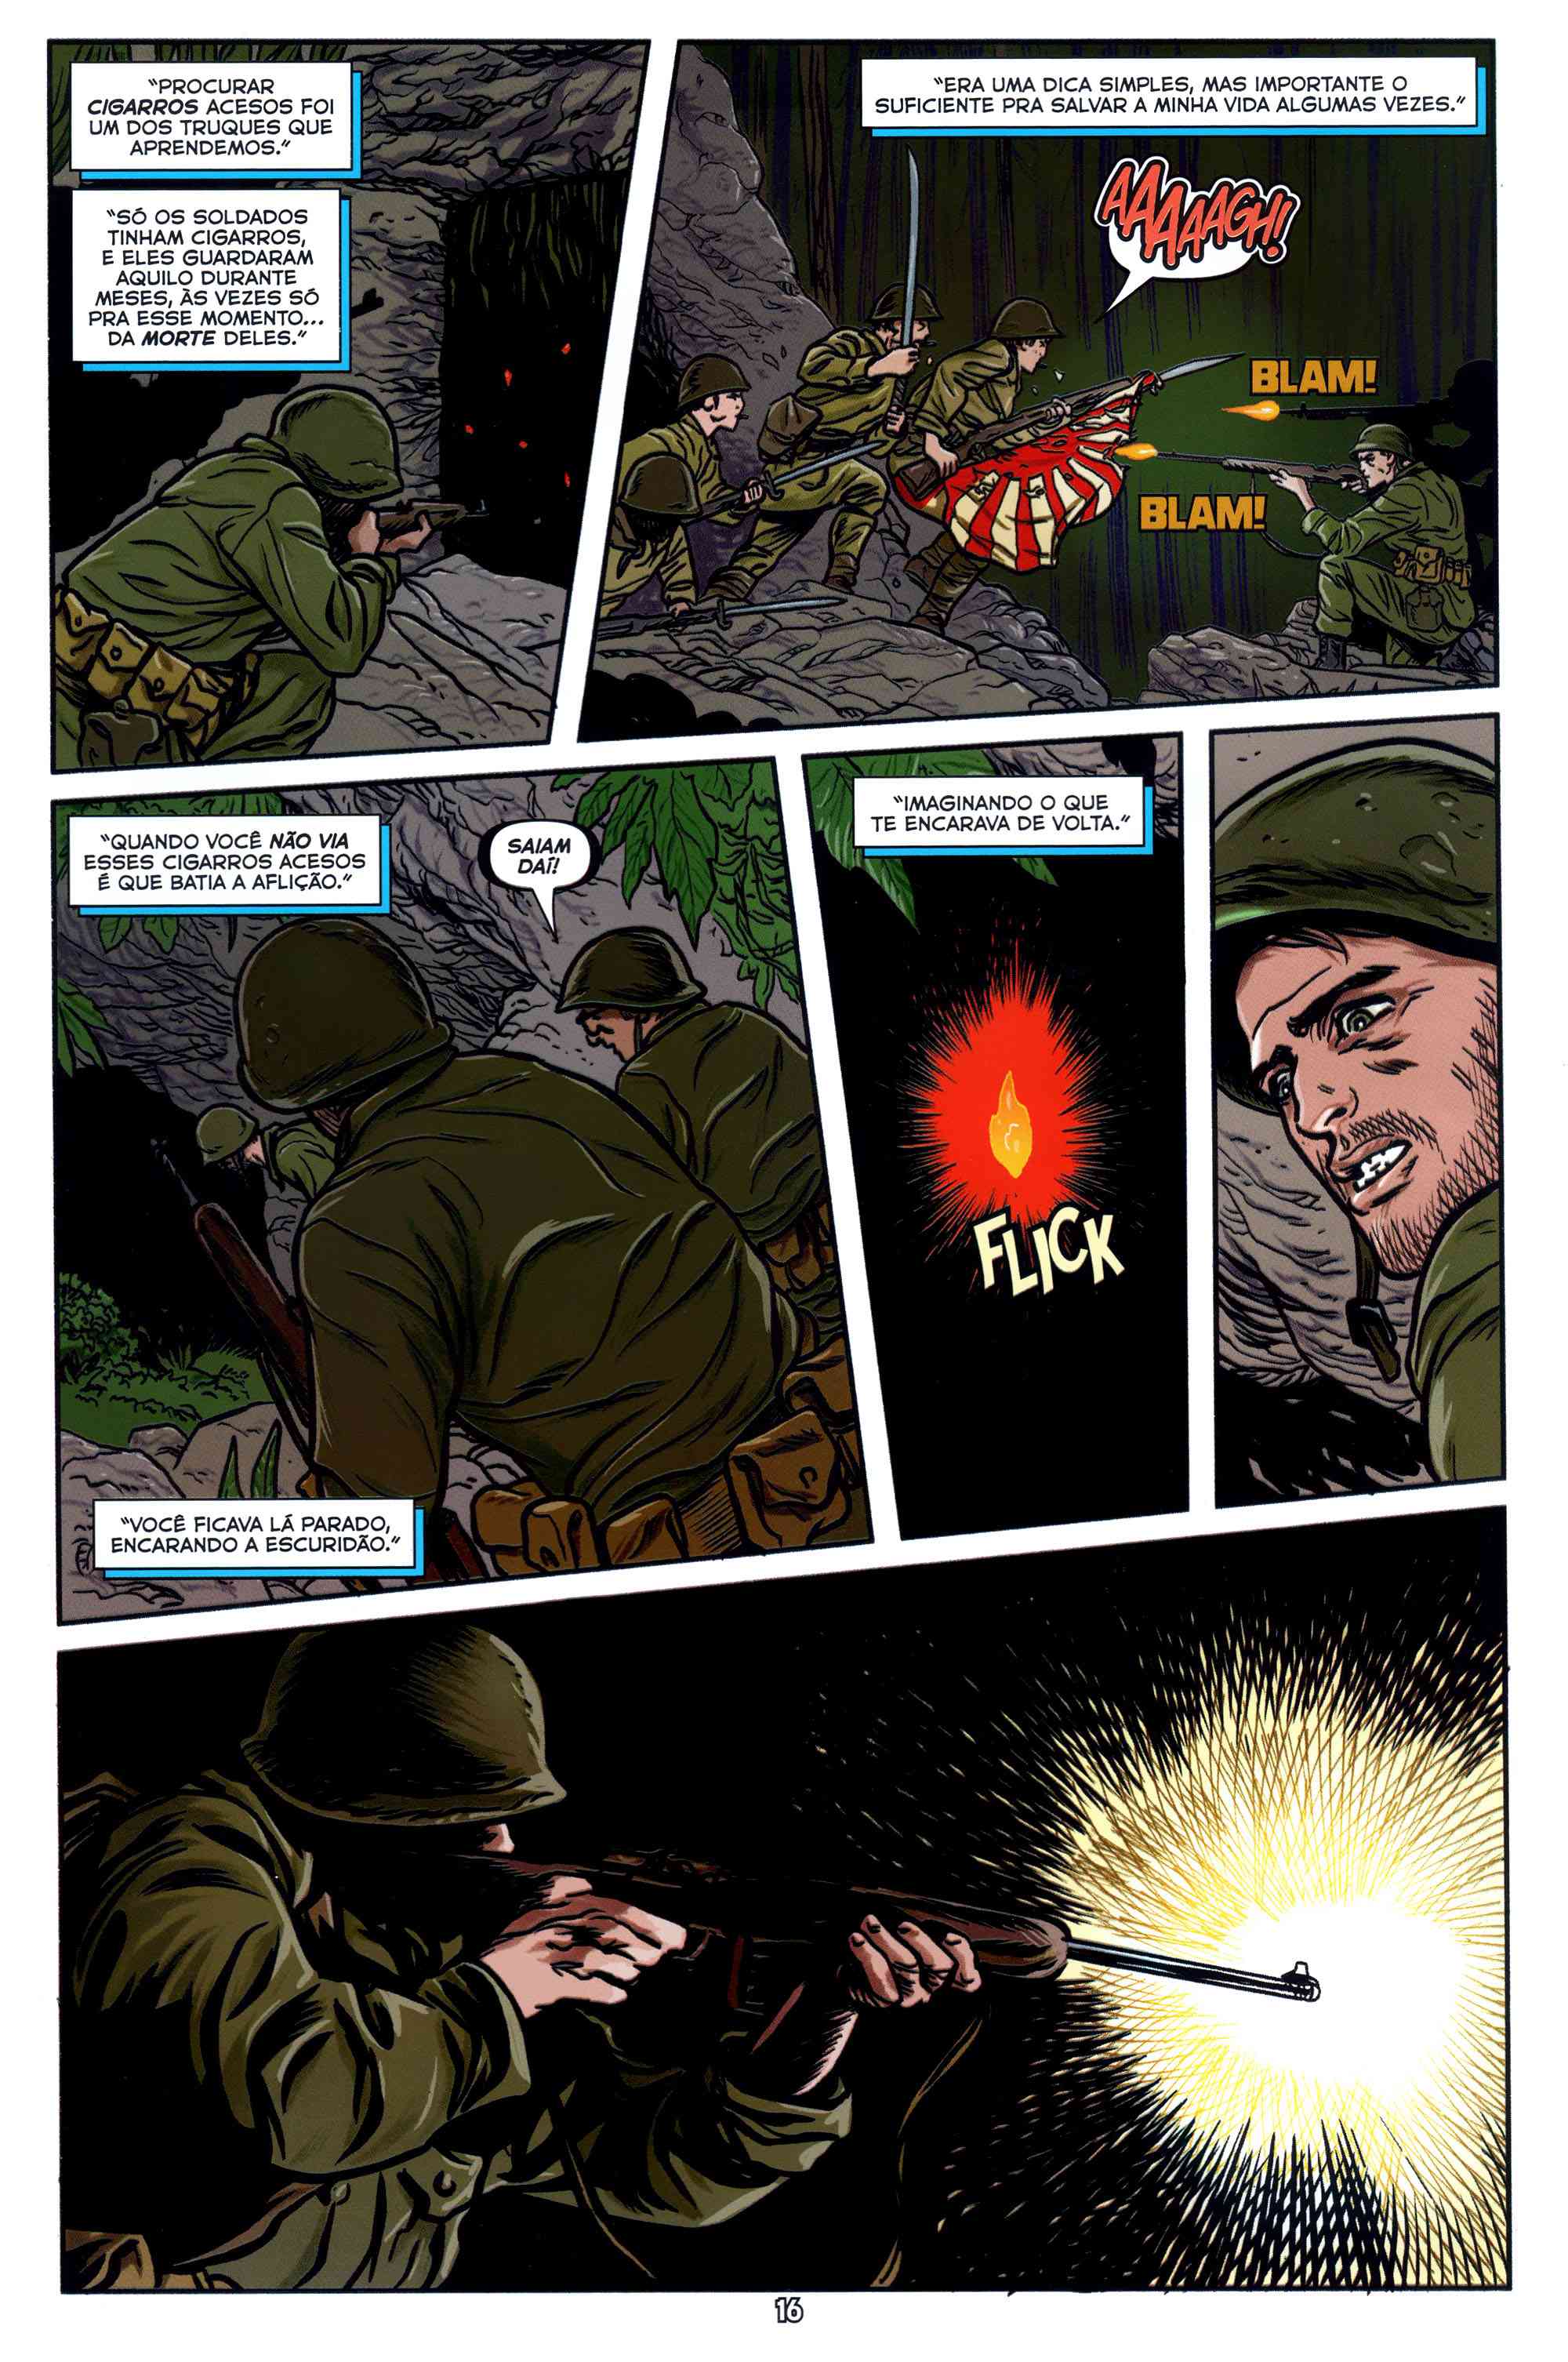 "PROCURAR
CIGARROS ACESOS FOI
UM DOS TRUQUES QUE
APRENDEMOS."
"SÓ OS SOLDADOS
TINHAM CIGARROS,
E ELES GUARDARAM
AQUILO DURANTE
MESES, ÀS VEZES SÓ
PRA ESSE MOMENTO...
DA MORTE DELES."
"ERA UMA DICA SIMPLES, MAS IMPORTANTE O
SUFICIENTE PRA SALVAR A MINHA VIDA ALGUMAS VEZES."
AAAAAGH!
BLAM!
BLAM!
"QUANDO VOCÊ NÃO VIA
ESSES CIGARROS ACESOS
É QUE BATIA A AFLIÇÃO."
SAIAM
DAÍ!
"VOCÊ FICAVA LÁ PARADO,
ENCARANDO A ESCURIDÃO."
"IMAGINANDO O QUE
TE ENCARAVA DE VOLTA."
FLICK
16